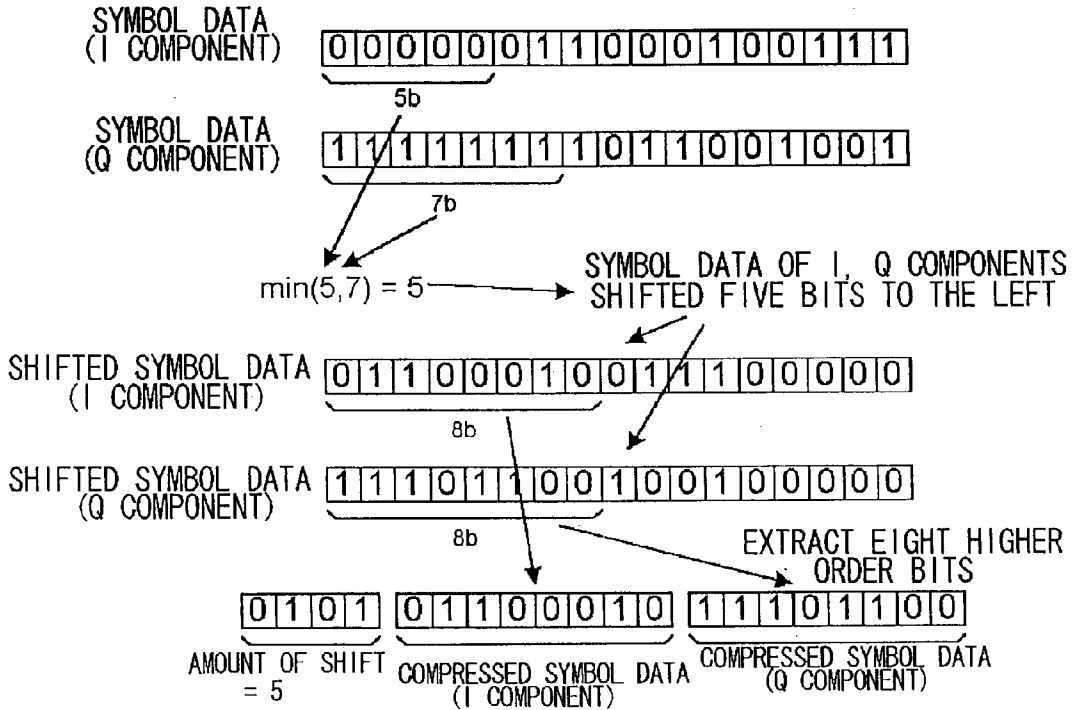 SYMBOL DATA
(I COMPONENT)
0 0 0 0 0 0 1 1 0 0 0 1 0 0 1 1 1
5b
SYMBOL DATA
(Q COMPONENT)
1 1 1 1 1 1 1 1 0 1 1 0 0 1 0 0 1
7b
min(5,7) = 5
SYMBOL DATA OF I, Q COMPONENTS
SHIFTED FIVE BITS TO THE LEFT
SHIFTED SYMBOL DATA
(I COMPONENT)
0 1 1 0 0 0 1 0 0 1 1 1 0 0 0 0 0
8b
SHIFTED SYMBOL DATA
(Q COMPONENT)
1 1 1 0 1 1 0 0 1 0 0 1 0 0 0 0 0
8b
EXTRACT EIGHT HIGHER
ORDER BITS
0 1 0 1
0 1 1 0 0 0 1 0
1 1 1 0 1 1 0 0
AMOUNT OF SHIFT
= 5
COMPRESSED SYMBOL DATA
(I COMPONENT)
COMPRESSED SYMBOL DATA
(Q COMPONENT)